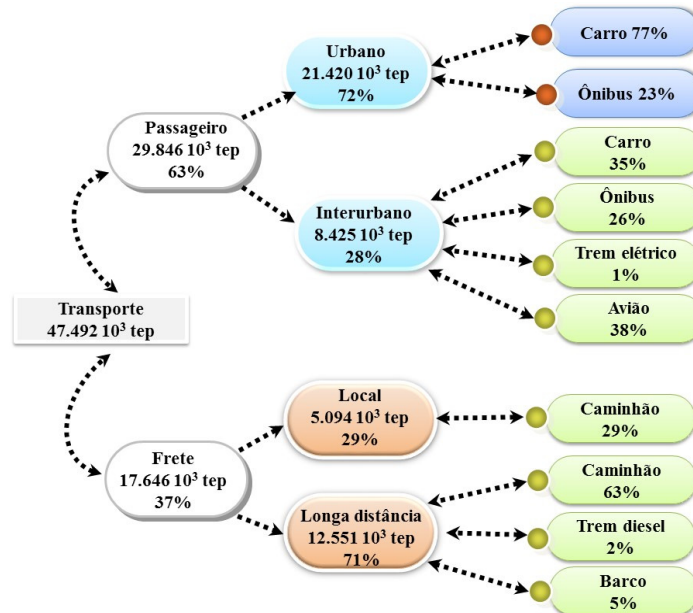 Transporte
47.492 10³ tep
Passageiro
29.846 10³ tep
63%
Urbano
21.420 10³ tep
72%
Carro 77%
Ônibus 23%
Interurbano
8.425 10³ tep
28%
Carro
35%
Ônibus
26%
Trem elétrico
1%
Avião
38%
Frete
17.646 10³ tep
37%
Local
5.094 10³ tep
29%
Caminhão
29%
Longa distância
12.551 10³ tep
71%
Caminhão
63%
Trem diesel
2%
Barco
5%